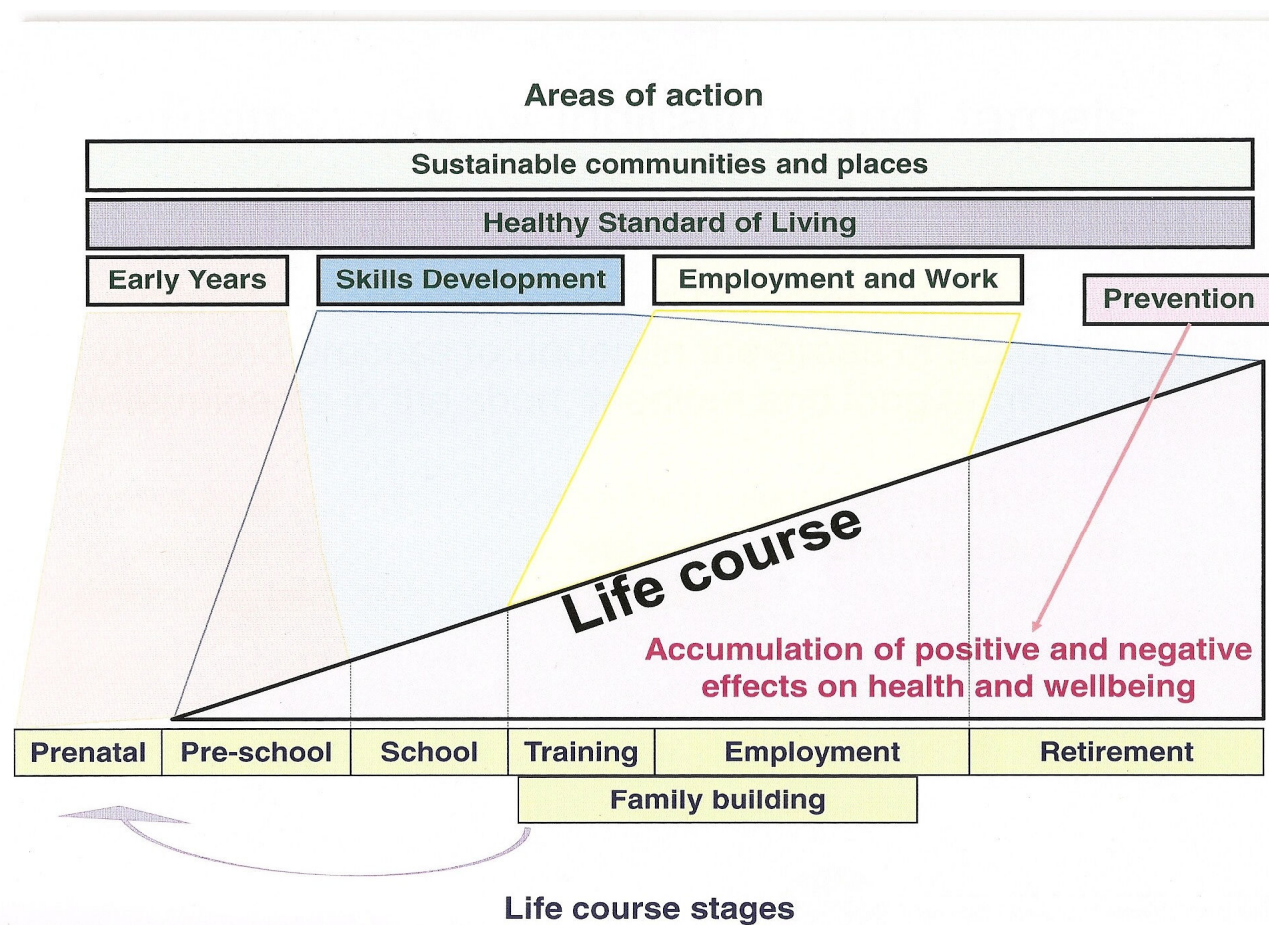 Areas of action
Sustainable communities and places
Healthy Standard of Living
Early Years
Skills Development
Employment and Work
Prevention
Life course
Accumulation of positive and negative
effects on health and wellbeing
Prenatal
Pre-school
School
Training
Employment
Retirement
Family building
Life course stages